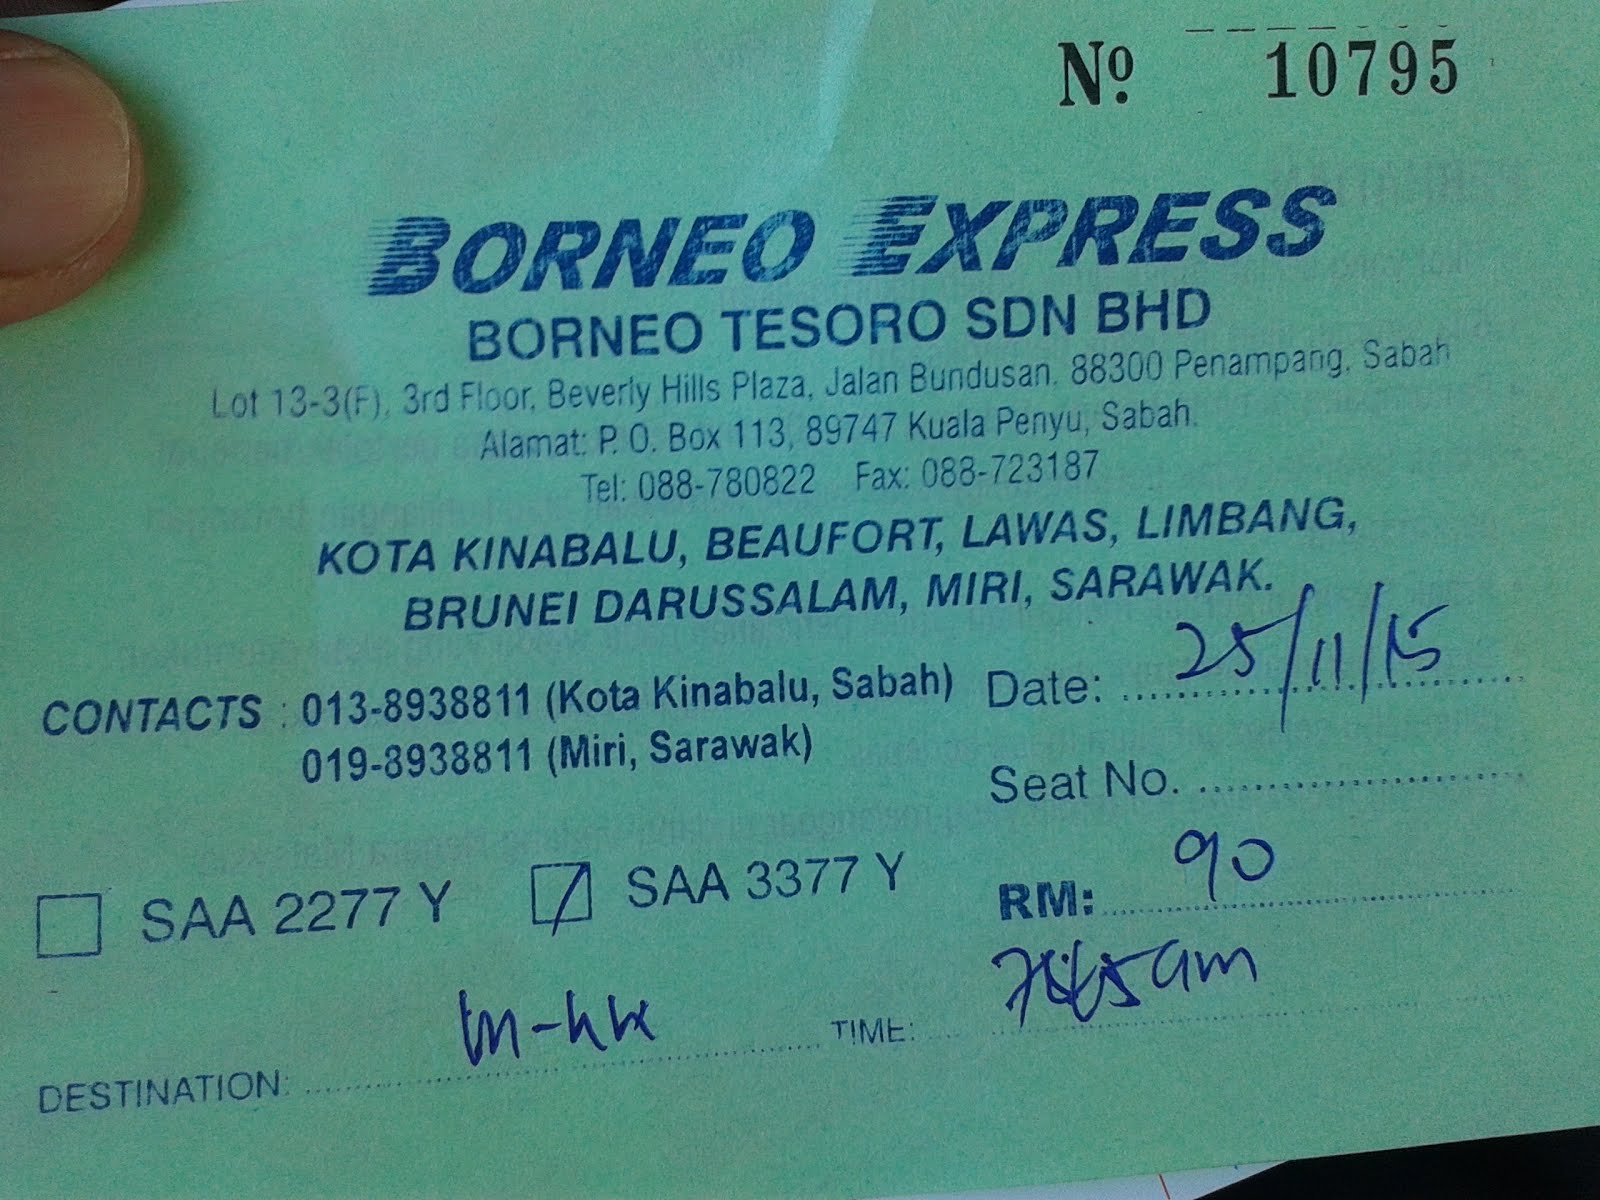 Nº 10795
BORNEO EXPRESS
BORNEO TESORO SDN BHD
Lot 13-3(F), 3rd Floor, Beverly Hills Plaza, Jalan Bundusan, 88300 Penampang, Sabah
Alamat: P. O. Box 113, 89747 Kuala Penyu, Sabah.
Tel: 088-780822 Fax: 088-723187
KOTA KINABALU, BEAUFORT, LAWAS, LIMBANG,
BRUNEI DARUSSALAM, MIRI, SARAWAK.
CONTACTS : 013-8938811 (Kota Kinabalu, Sabah)
019-8938811 (Miri, Sarawak)
Date: 25/11/15
Seat No.
SAA 2277 Y SAA 3377 Y
RM: 90
DESTINATION:
TIME: am